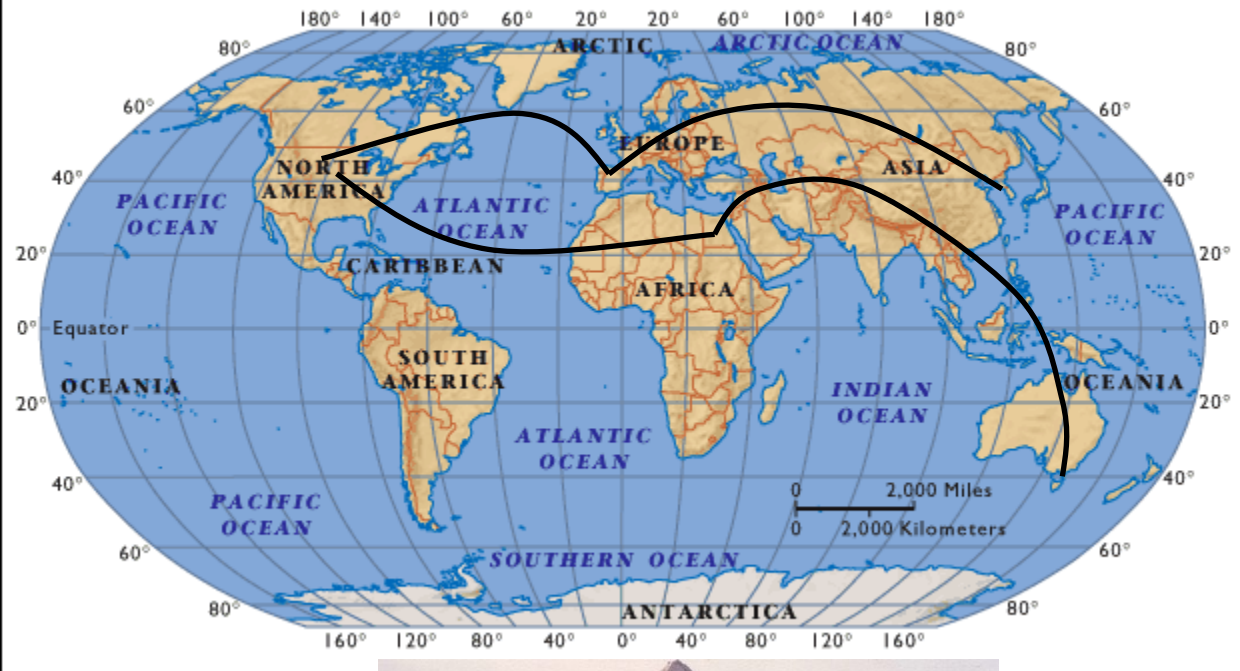 180° 140° 100° 60° 20° 20° 60° 100° 140° 180°
80° ARCTIC ARCTIC OCEAN 80°
60° 60°
EUROPE
NORTH
AMERICA
ASIA
40° 40°
PACIFIC
OCEAN
ATLANTIC
OCEAN
PACIFIC
OCEAN
20° 20°
CARIBBEAN
AFRICA
0° Equator 0°
SOUTH
AMERICA
OCEANIA
OCEANIA
INDIAN
OCEAN
20° 20°
ATLANTIC
OCEAN
40° 40°
PACIFIC
OCEAN
0 2,000 Miles
0 2,000 Kilometers
60° 60°
SOUTHERN OCEAN
80° 80°
ANTARCTICA
160° 120° 80° 40° 0° 40° 80° 120° 160°